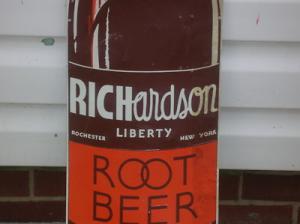 RICHardson
ROCHESTER LIBERTY NEW YORK
ROOT
BEER